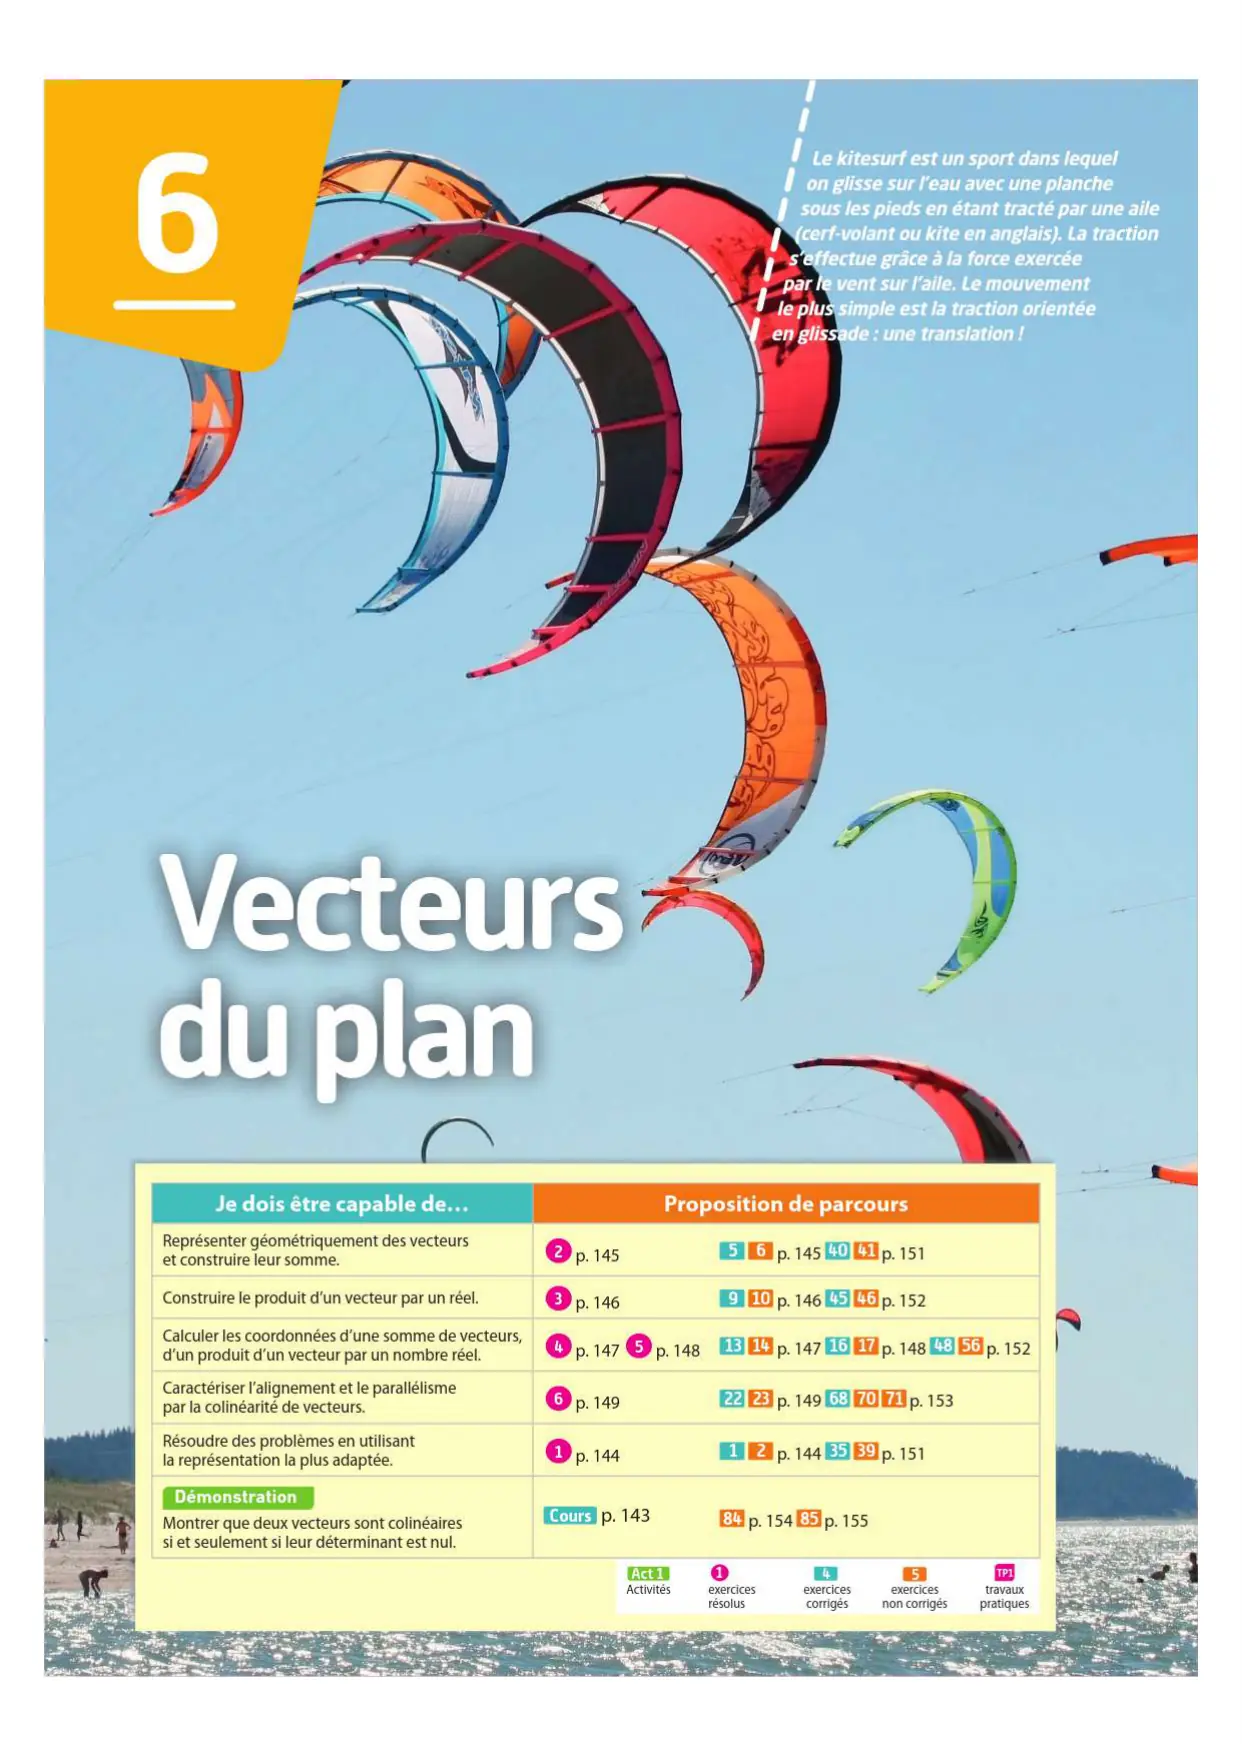 6
Le kitesurf est un sport dans lequel
on glisse sur l'eau avec une planche
sous les pieds en étant tracté par une aile
(cerf-volant ou kite en anglais). La traction
s'effectue grâce à la force exercée
par le vent sur l'aile. Le mouvement
le plus simple est la traction orientée
en glissade : une translation !
Vecteurs
du plan
Je dois être capable de… Proposition de parcours
Représenter géométriquement des vecteurs
et construire leur somme.
2 p. 145 5 6 p. 145 40 41 p. 151
Construire le produit d'un vecteur par un réel.
3 p. 146 9 10 p. 146 45 46 p. 152
Calculer les coordonnées d'une somme de vecteurs,
d'un produit d'un vecteur par un nombre réel.
4 p. 147 5 p. 148 13 14 p. 147 16 17 p. 148 48 56 p. 152
Caractériser l'alignement et le parallélisme
par la colinéarité de vecteurs.
6 p. 149 22 23 p. 149 68 70 71 p. 153
Résoudre des problèmes en utilisant
la représentation la plus adaptée.
1 p. 144 1 2 p. 144 35 39 p. 151
Démonstration
Montrer que deux vecteurs sont colinéaires
si et seulement si leur déterminant est nul.
Cours p. 143 84 p. 154 85 p. 155
Act 1 1 4 5 TP1
Activités exercices exercices exercices travaux
résolus corrigés non corrigés pratiques